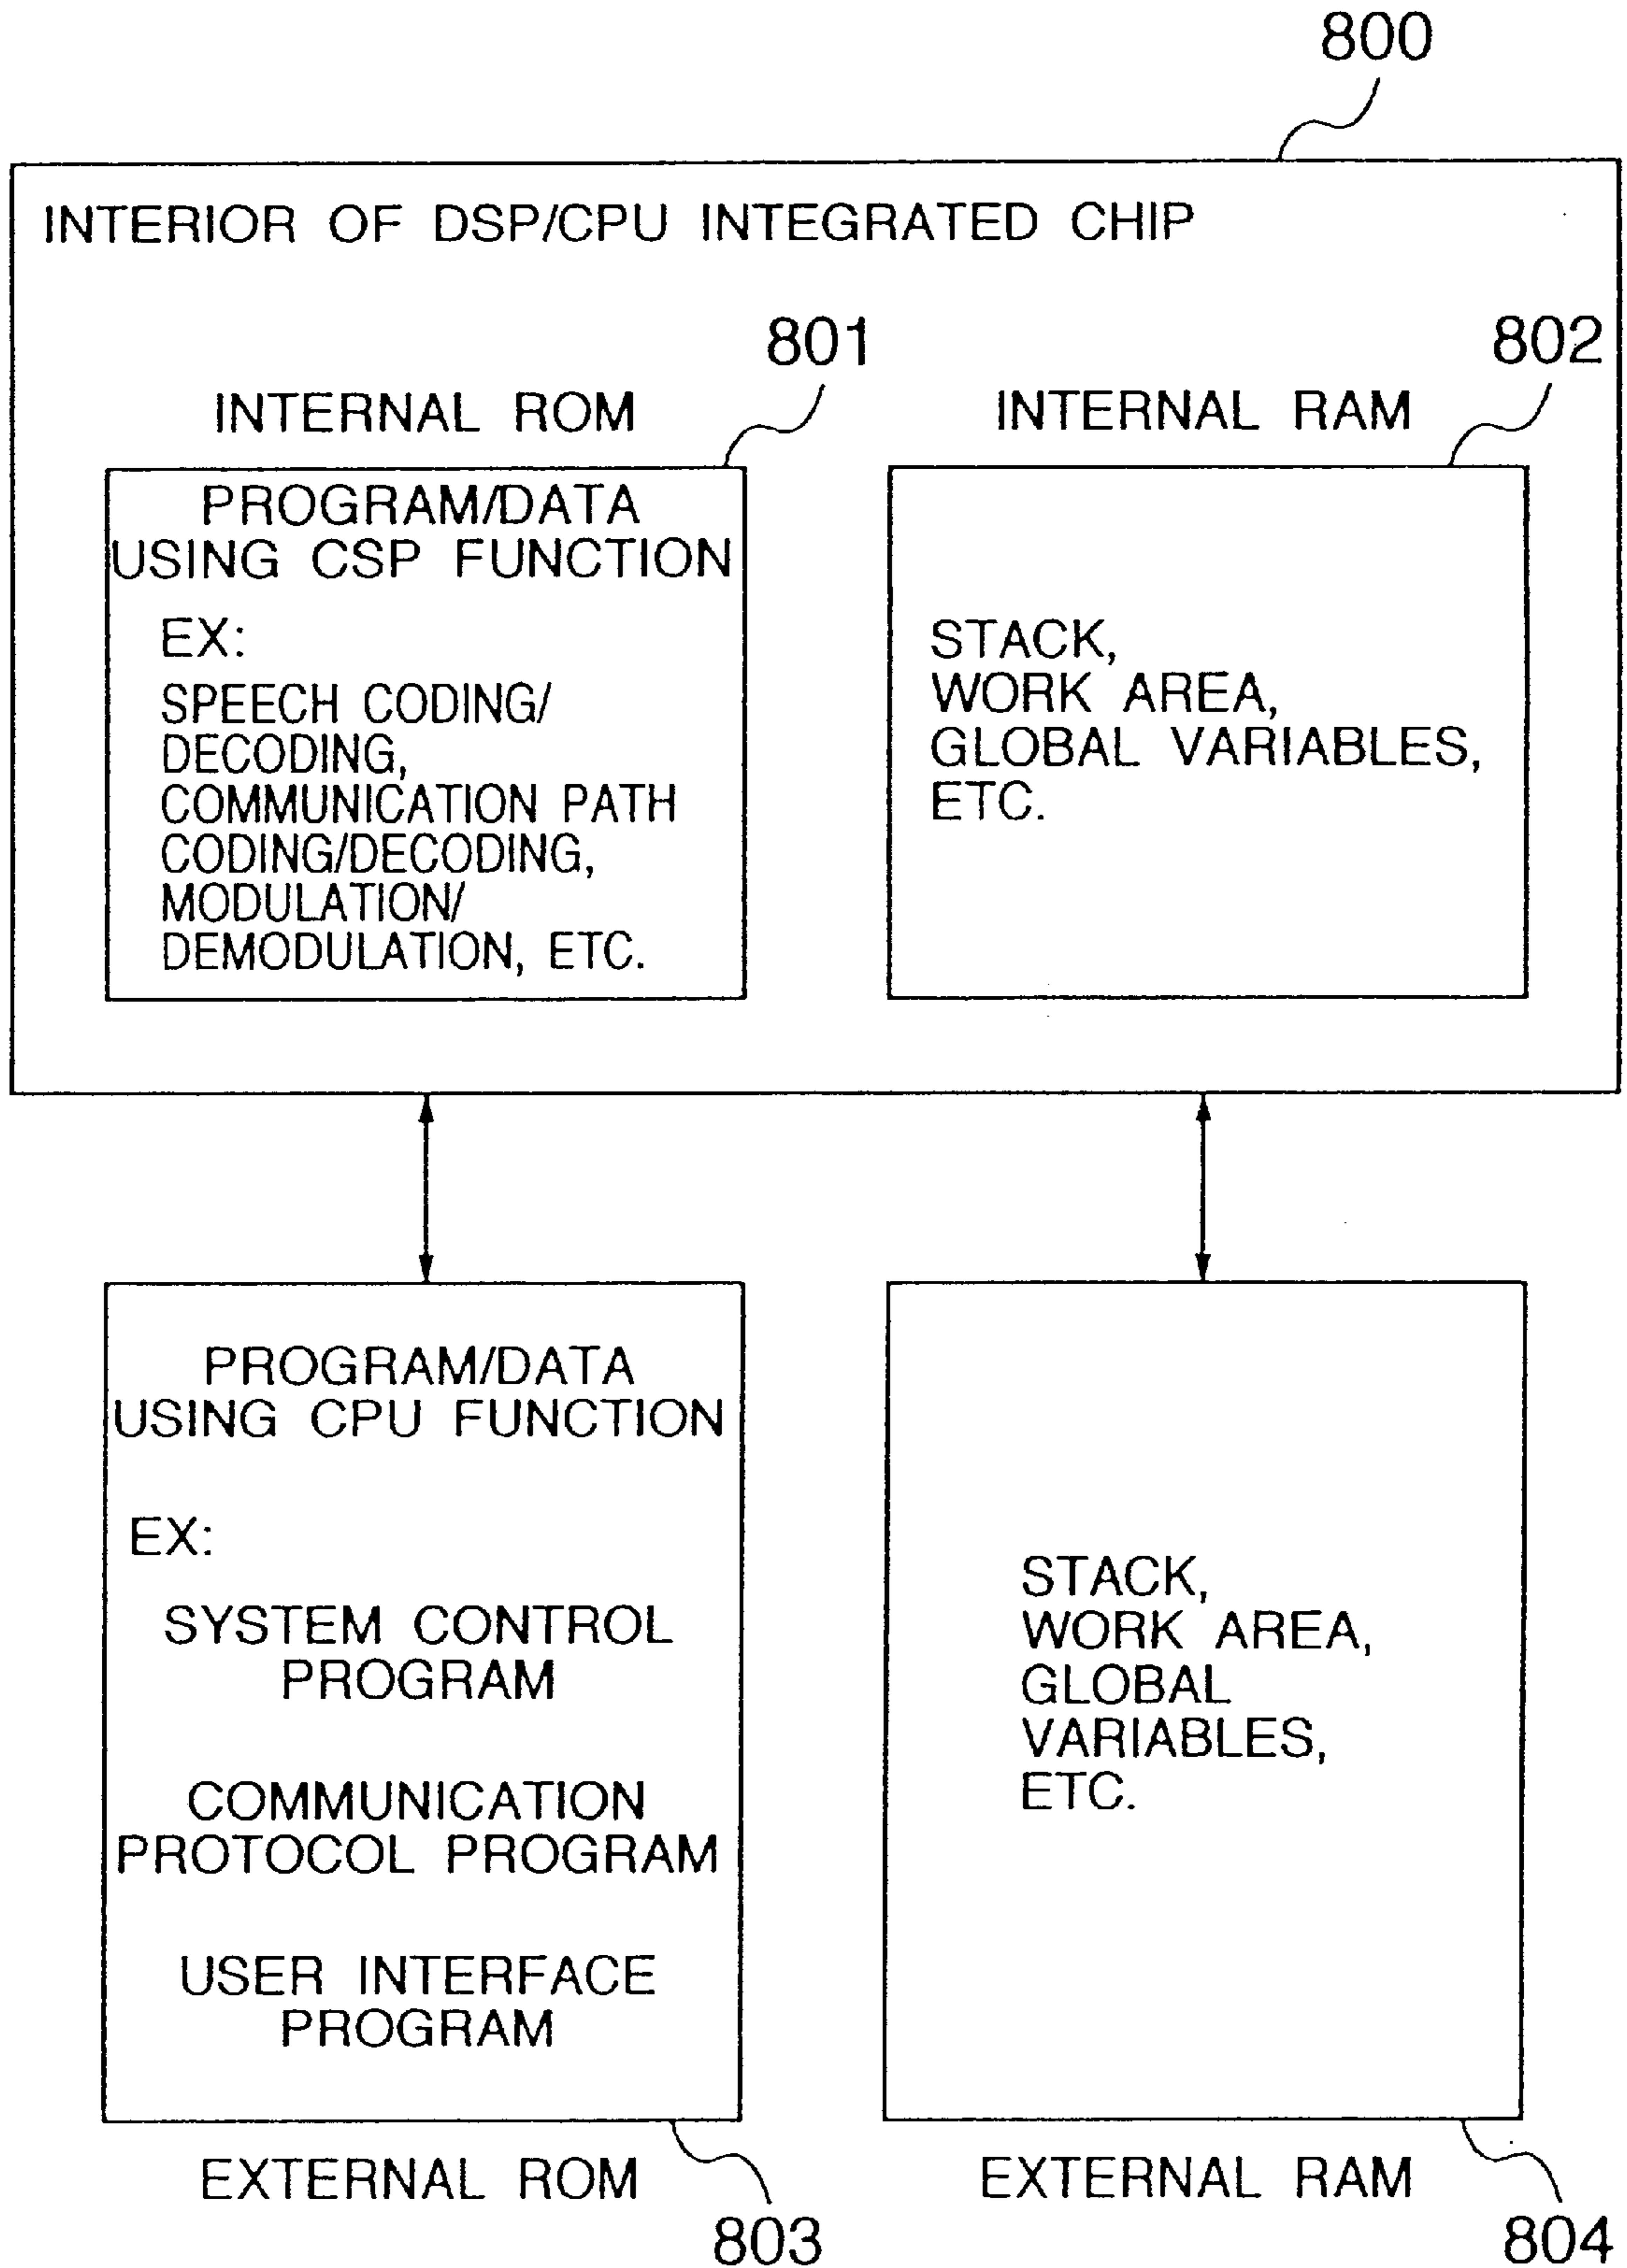 800
INTERIOR OF DSP/CPU INTEGRATED CHIP
801
802
INTERNAL ROM
INTERNAL RAM
PROGRAM/DATA
USING CSP FUNCTION
EX:
SPEECH CODING/
DECODING,
COMMUNICATION PATH
CODING/DECODING,
MODULATION/
DEMODULATION, ETC.
STACK,
WORK AREA,
GLOBAL VARIABLES,
ETC.
PROGRAM/DATA
USING CPU FUNCTION
EX:
SYSTEM CONTROL
PROGRAM
COMMUNICATION
PROTOCOL PROGRAM
USER INTERFACE
PROGRAM
STACK,
WORK AREA,
GLOBAL
VARIABLES,
ETC.
EXTERNAL ROM
EXTERNAL RAM
803
804